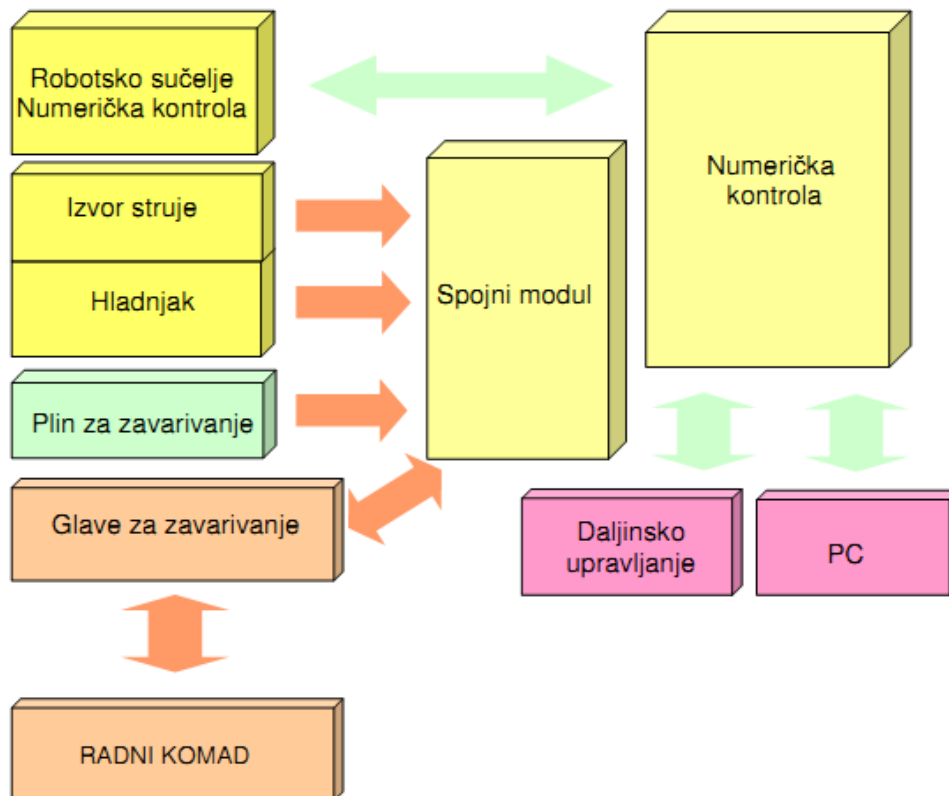 Robotsko sučelje
Numerička kontrola
Izvor struje
Hladnjak
Plin za zavarivanje
Glave za zavarivanje
RADNI KOMAD
Spojni modul
Numerička
kontrola
Daljinsko
upravljanje
PC